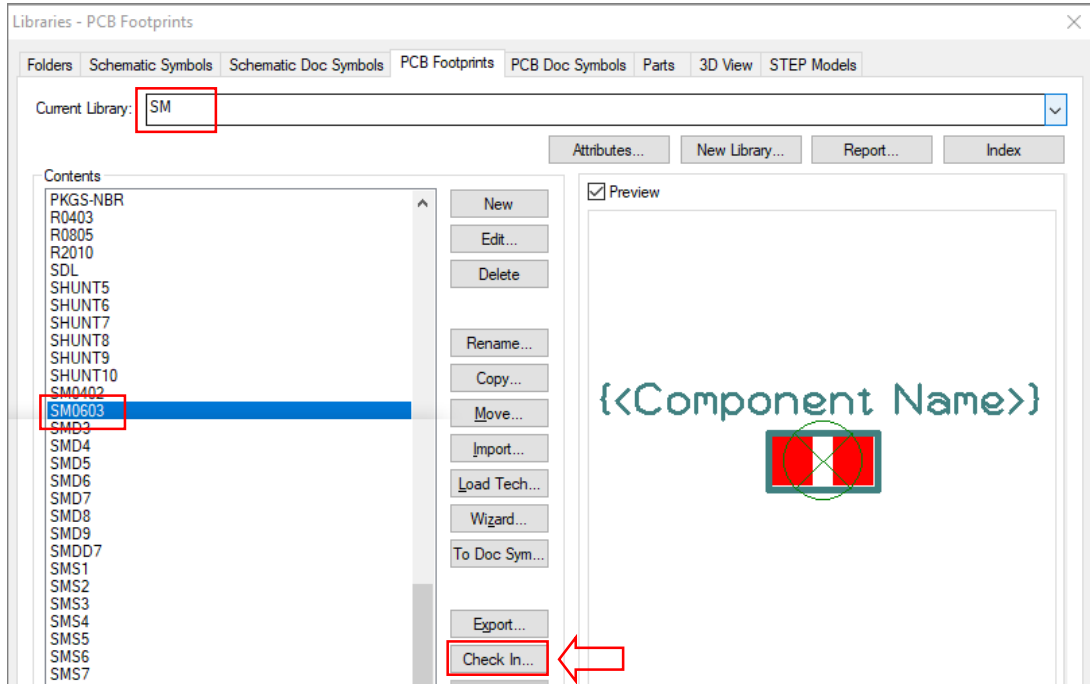 Libraries - PCB Footprints
Folders Schematic Symbols Schematic Doc Symbols PCB Footprints PCB Doc Symbols Parts 3D View STEP Models
Current Library: SM
Attributes... New Library... Report... Index
Contents
PKGS-NBR
R0403
R0805
R2010
SDL
SHUNT5
SHUNT6
SHUNT7
SHUNT8
SHUNT9
SHUNT10
SM0402
SM0603
SMD3
SMD4
SMD5
SMD6
SMD7
SMD8
SMD9
SMDD7
SMS1
SMS2
SMS3
SMS4
SMS5
SMS6
SMS7
New
Edit...
Delete
Rename...
Copy...
Move...
Import...
Load Tech...
Wizard...
To Doc Sym...
Export...
Check In...
Preview
{<Component Name>}